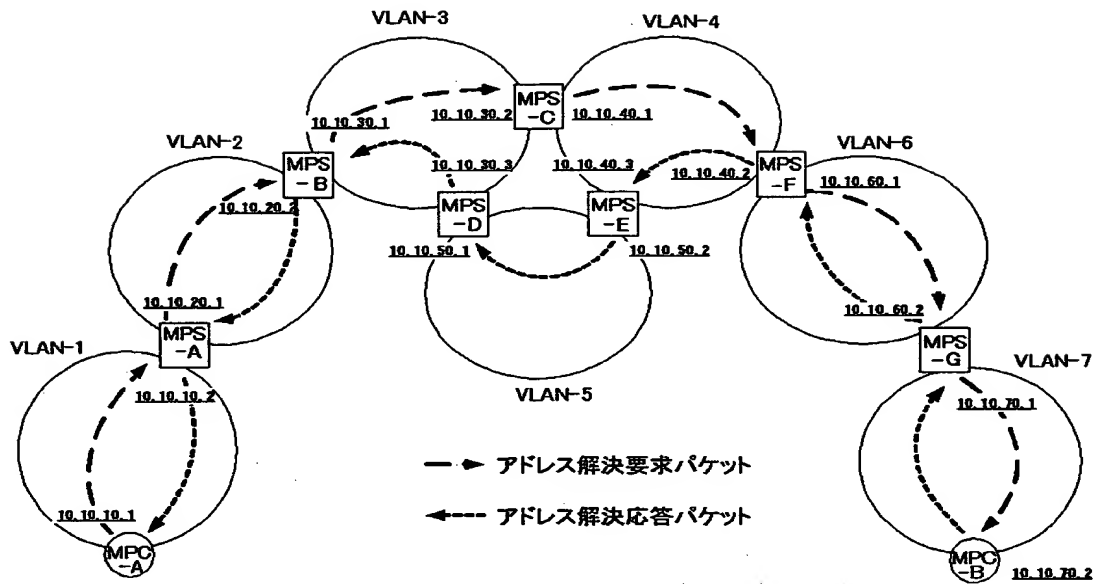 VLAN-3
VLAN-4
MPS
-C
10.10.30.1
10.10.30.2
10.10.40.1
VLAN-2
VLAN-6
MPS
-B
10.10.30.3
10.10.40.3
10.10.40.2
MPS
-F
10.10.60.1
10.10.20.2
MPS
-D
MPS
-E
10.10.50.1
10.10.50.2
10.10.20.1
10.10.60.2
MPS
-A
MPS
-G
VLAN-1
VLAN-5
VLAN-7
10.10.10.2
10.10.70.1
アドレス解決要求パケット
アドレス解決応答パケット
10.10.10.1
MPC
-A
MPC
-B
10.10.70.2